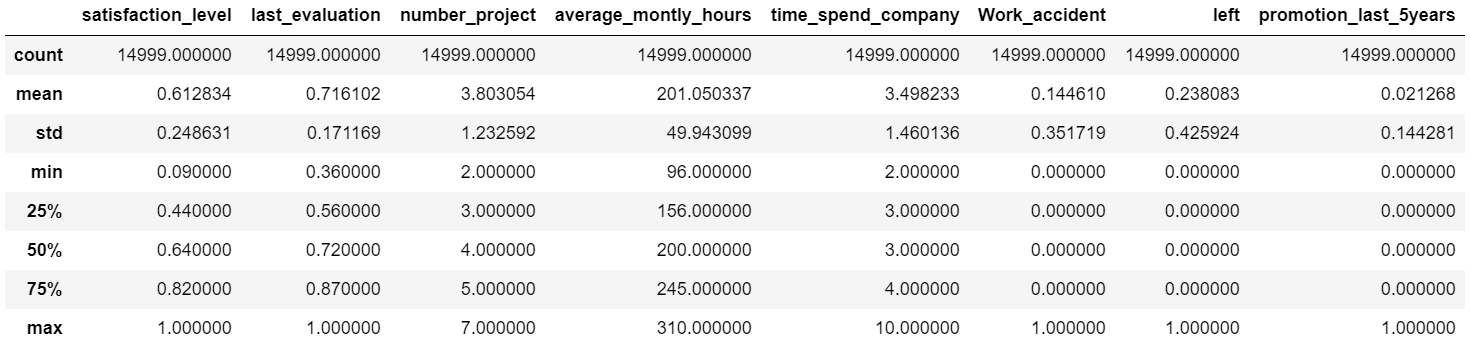 satisfaction_level last_evaluation number_project average_montly_hours time_spend_company Work_accident left promotion_last_5years
count 14999.000000 14999.000000 14999.000000 14999.000000 14999.000000 14999.000000 14999.000000 14999.000000
mean 0.612834 0.716102 3.803054 201.050337 3.498233 0.144610 0.238083 0.021268
std 0.248631 0.171169 1.232592 49.943099 1.460136 0.351719 0.425924 0.144281
min 0.090000 0.360000 2.000000 96.000000 2.000000 0.000000 0.000000 0.000000
25% 0.440000 0.560000 3.000000 156.000000 3.000000 0.000000 0.000000 0.000000
50% 0.640000 0.720000 4.000000 200.000000 3.000000 0.000000 0.000000 0.000000
75% 0.820000 0.870000 5.000000 245.000000 4.000000 0.000000 0.000000 0.000000
max 1.000000 1.000000 7.000000 310.000000 10.000000 1.000000 1.000000 1.000000